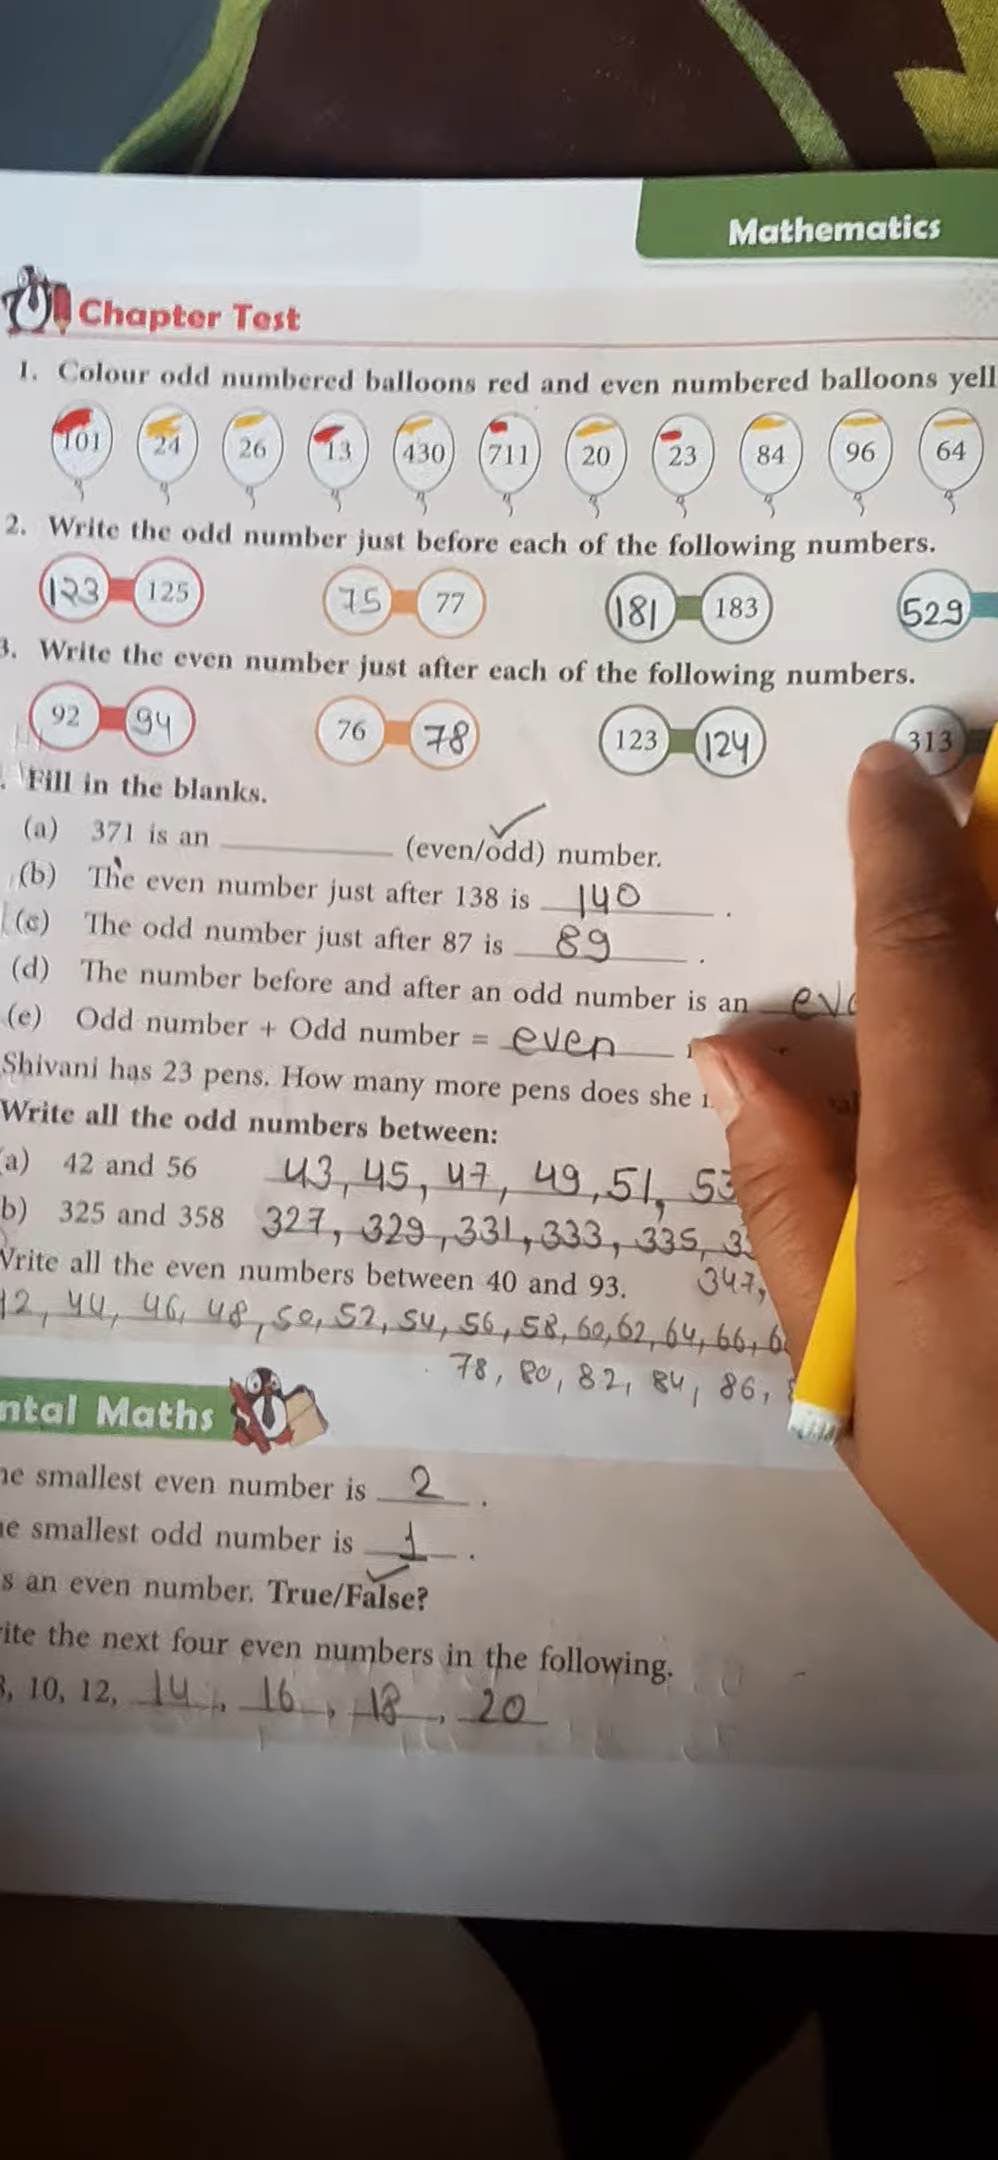 Mathematics
Chapter Test
1. Colour odd numbered balloons red and even numbered balloons yell
101 24 26 13 430 711 20 23 84 96 64
2. Write the odd number just before each of the following numbers.
123 125 75 77 181 183 529
3. Write the even number just after each of the following numbers.
92 94 76 78 123 124 313
. Fill in the blanks.
(a) 371 is an ________ (even/odd) number.
(b) The even number just after 138 is 140 .
(c) The odd number just after 87 is 89 .
(d) The number before and after an odd number is an eve
(e) Odd number + Odd number = even
Shivani has 23 pens. How many more pens does she
Write all the odd numbers between:
a) 42 and 56 43, 45, 47, 49, 51, 53
b) 325 and 358 327, 329, 331, 333, 335, 33
347,
Write all the even numbers between 40 and 93.
42, 44, 46, 48, 50, 52, 54, 56, 58, 60, 62, 64, 66, 6
78, 80, 82, 84, 86,
ntal Maths
he smallest even number is 2 .
he smallest odd number is 1 .
s an even number. True/False?
rite the next four even numbers in the following.
8, 10, 12, 14, 16, 18, 20